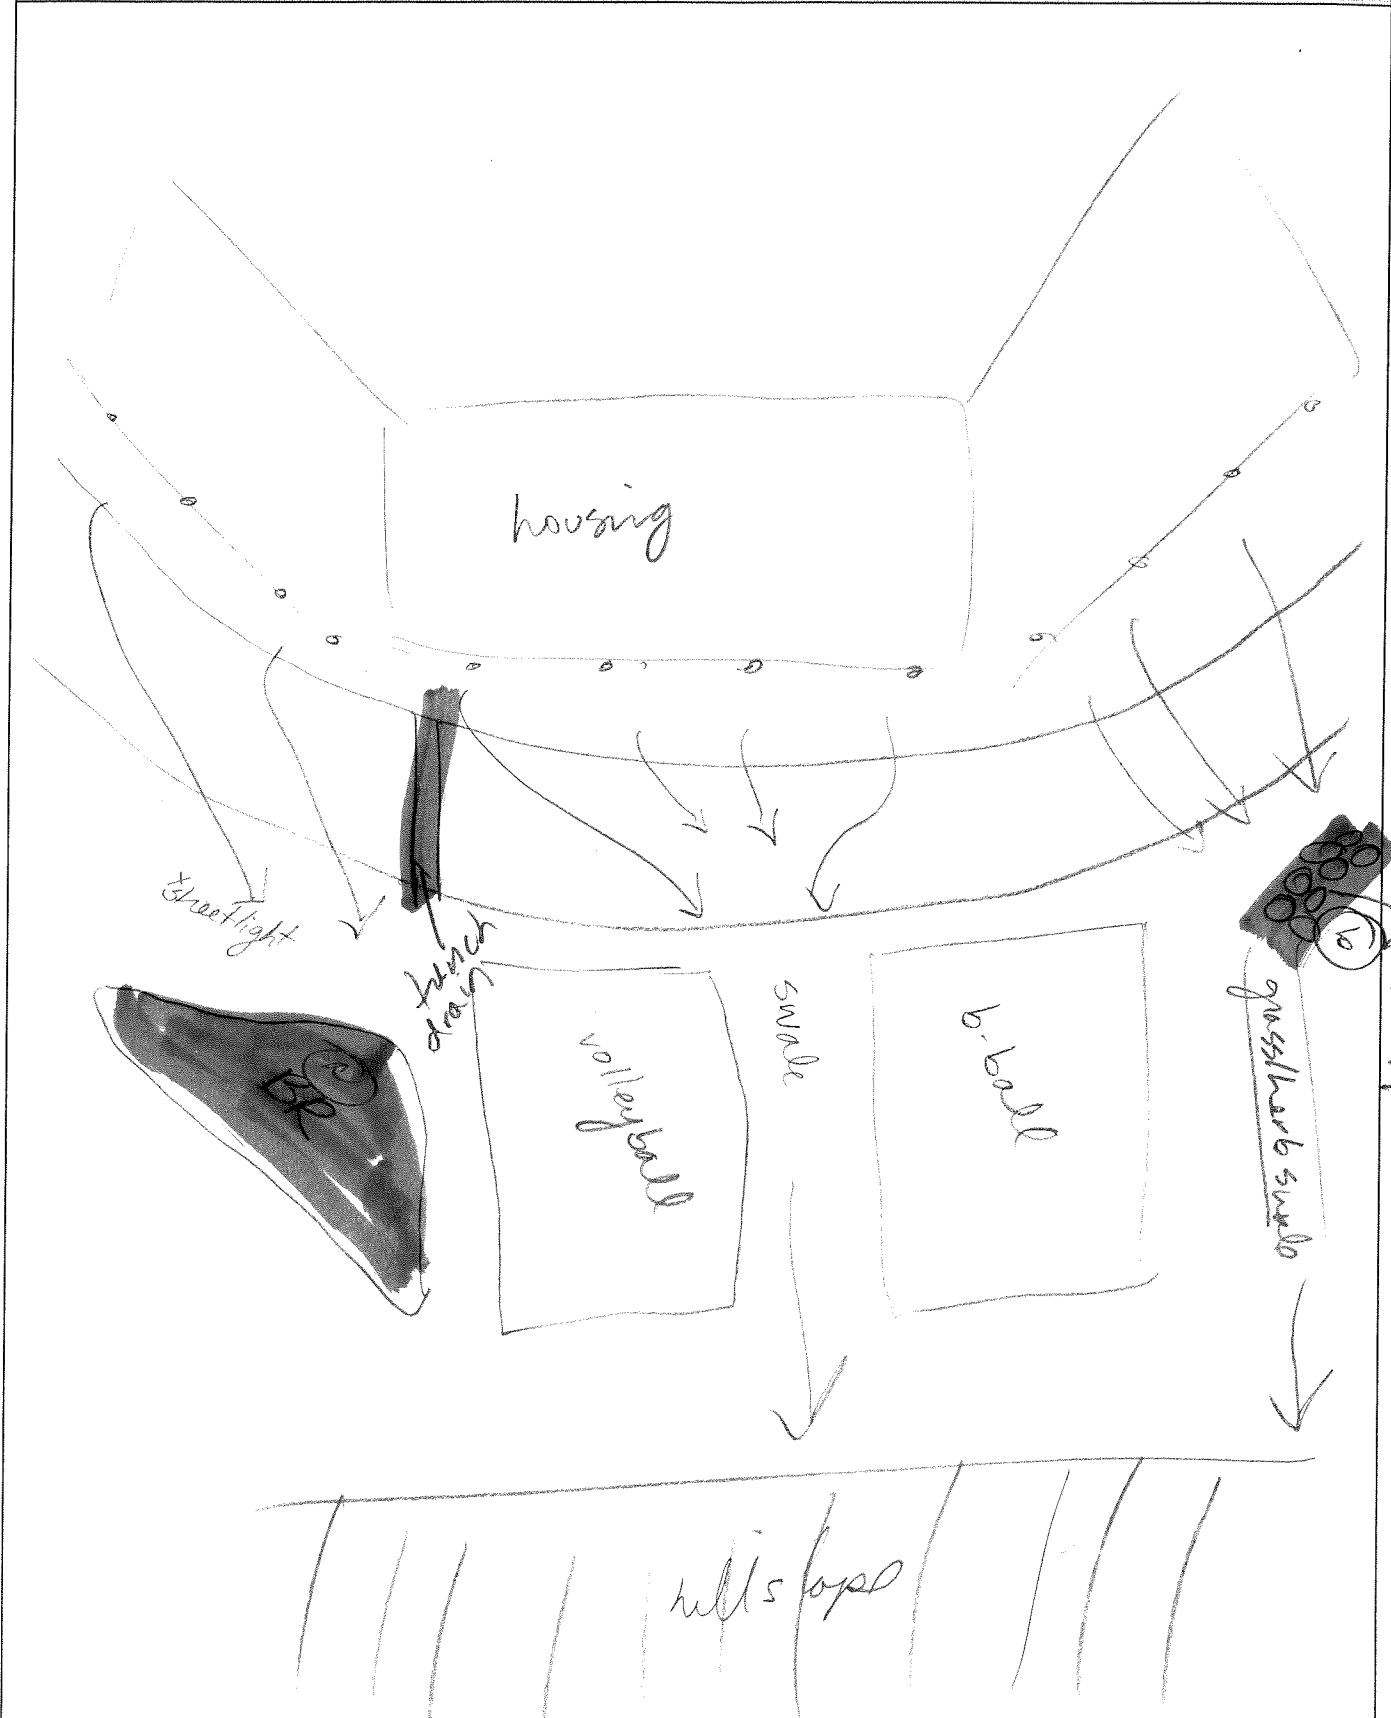 housing
streetlight
trench
drain
BR
volleyball
swale
b-ball
grass/herb swale
hillslope